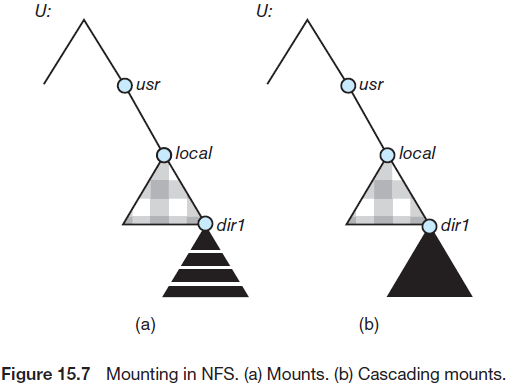 U:
U:
usr
usr
local
local
dir1
dir1
(a)
(b)
Figure 15.7 Mounting in NFS. (a) Mounts. (b) Cascading mounts.